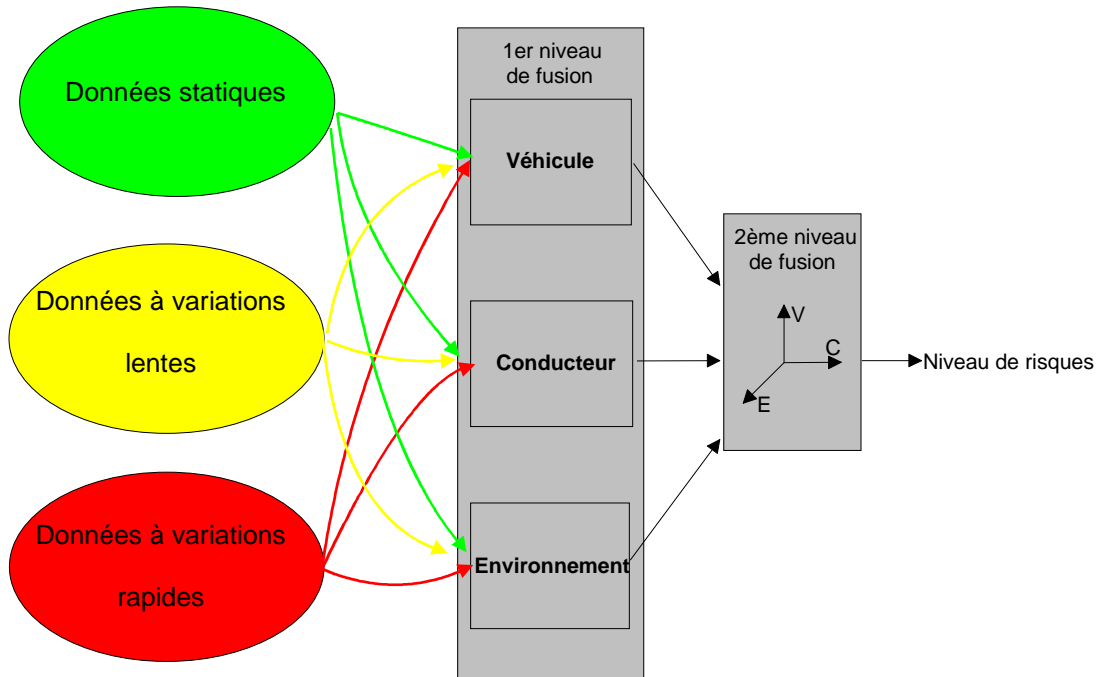 Données statiques
Données à variations
lentes
Données à variations
rapides
1er niveau
de fusion
Véhicule
Conducteur
Environnement
2ème niveau
de fusion
V
C
E
Niveau de risques